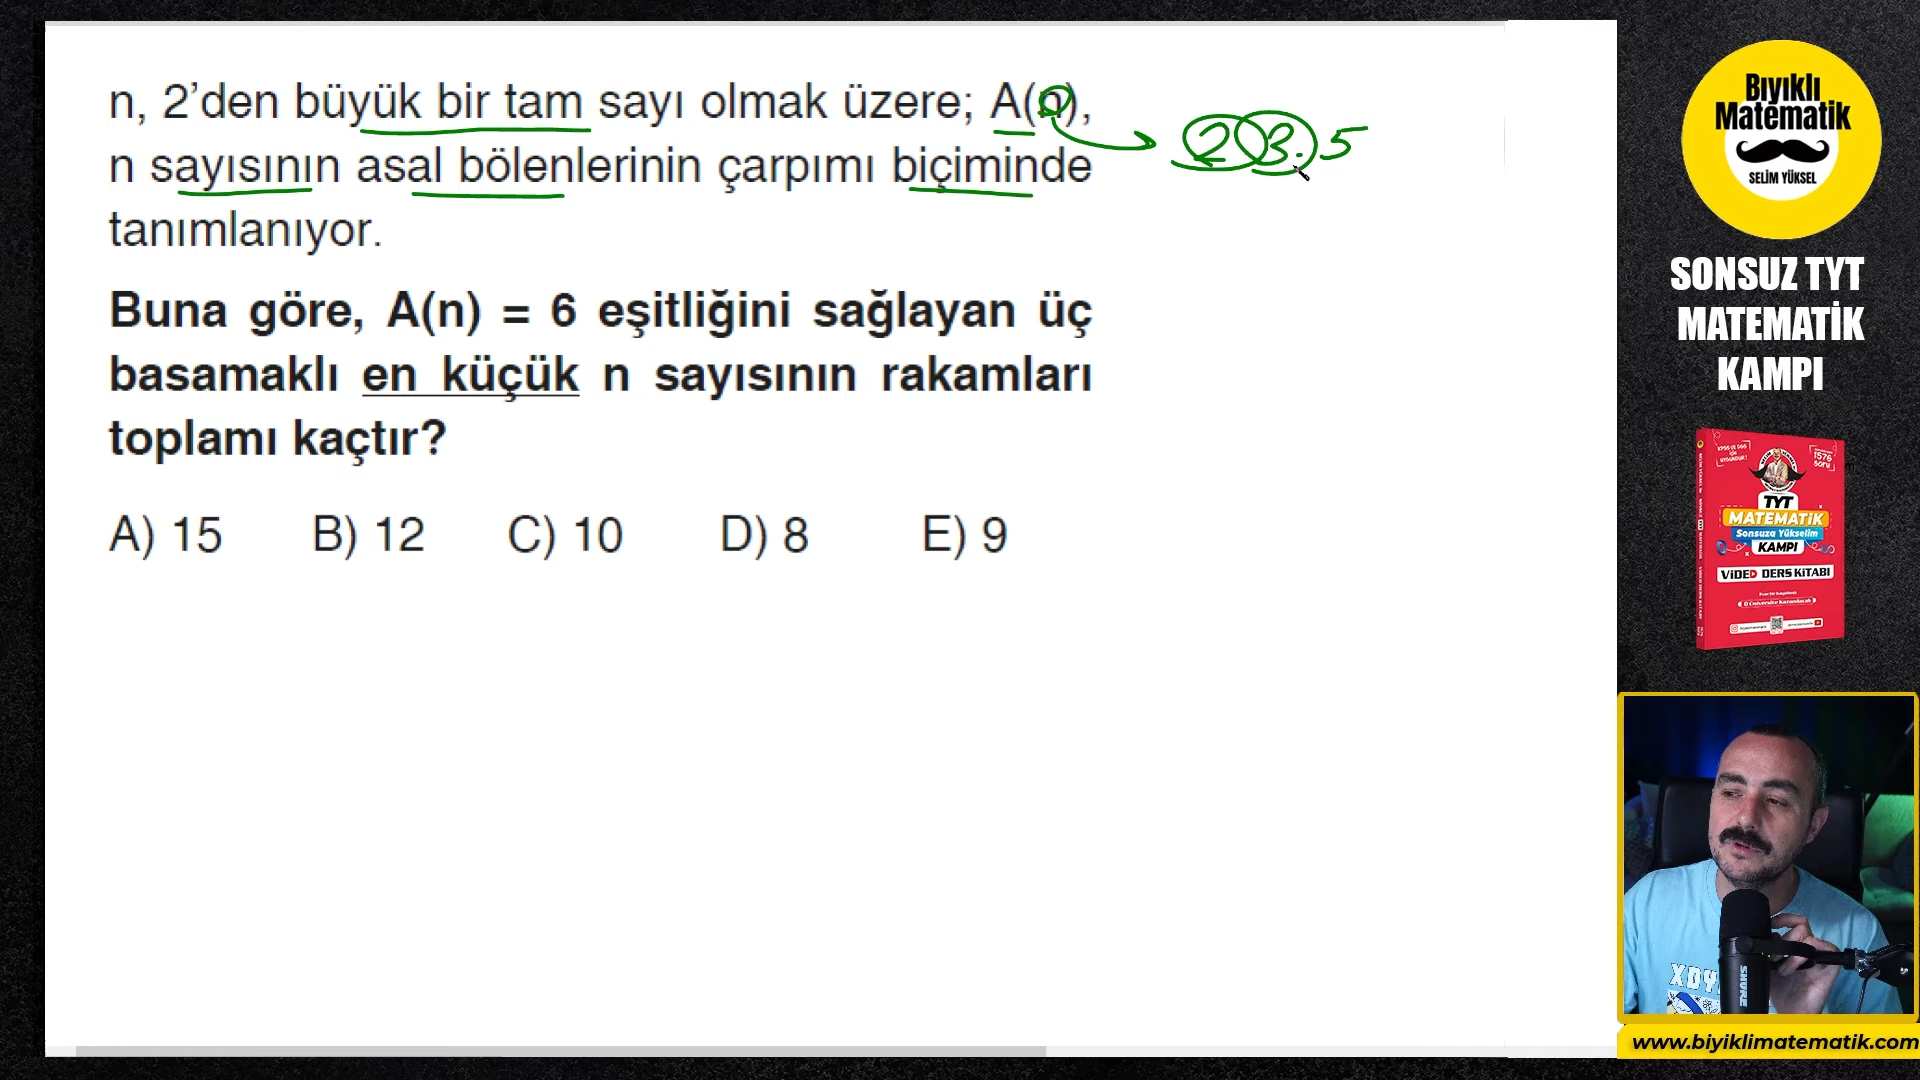 n, 2’den büyük bir tam sayı olmak üzere; A(n),
n sayısının asal bölenlerinin çarpımı biçiminde
tanımlanıyor.
2 3 . 5
Buna göre, A(n) = 6 eşitliğini sağlayan üç
basamaklı en küçük n sayısının rakamları
toplamı kaçtır?
A) 15 B) 12 C) 10 D) 8 E) 9
Bıyıklı
Matematik
SELİM YÜKSEL
SONSUZ TYT
MATEMATİK
KAMPI
1576
TYT
MATEMATİK
Sonsuza Yükselim
KAMPI
VİDEO DERS KİTABI
SHURE
www.biyiklimatematik.com